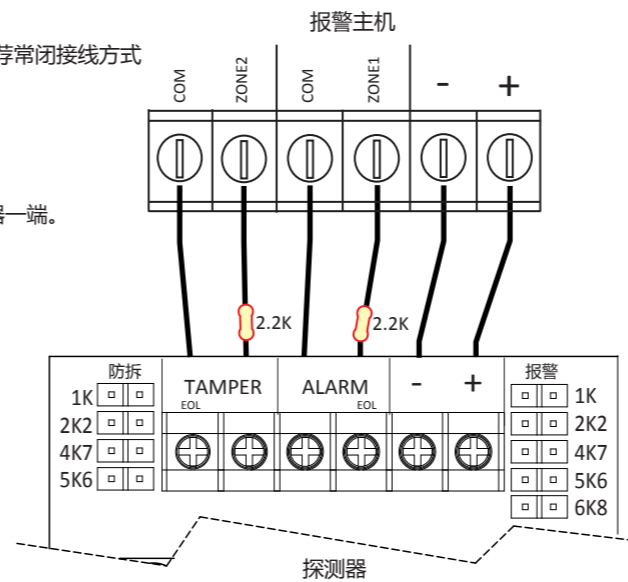 报警主机
荐常闭接线方式
COM
ZONE2
COM
ZONE1
-
+
器一端。
2.2K
2.2K
防拆
TAMPER
ALARM
-
+
报警
EOL
EOL
1K
2K2
4K7
5K6
1K
2K2
4K7
5K6
6K8
探测器